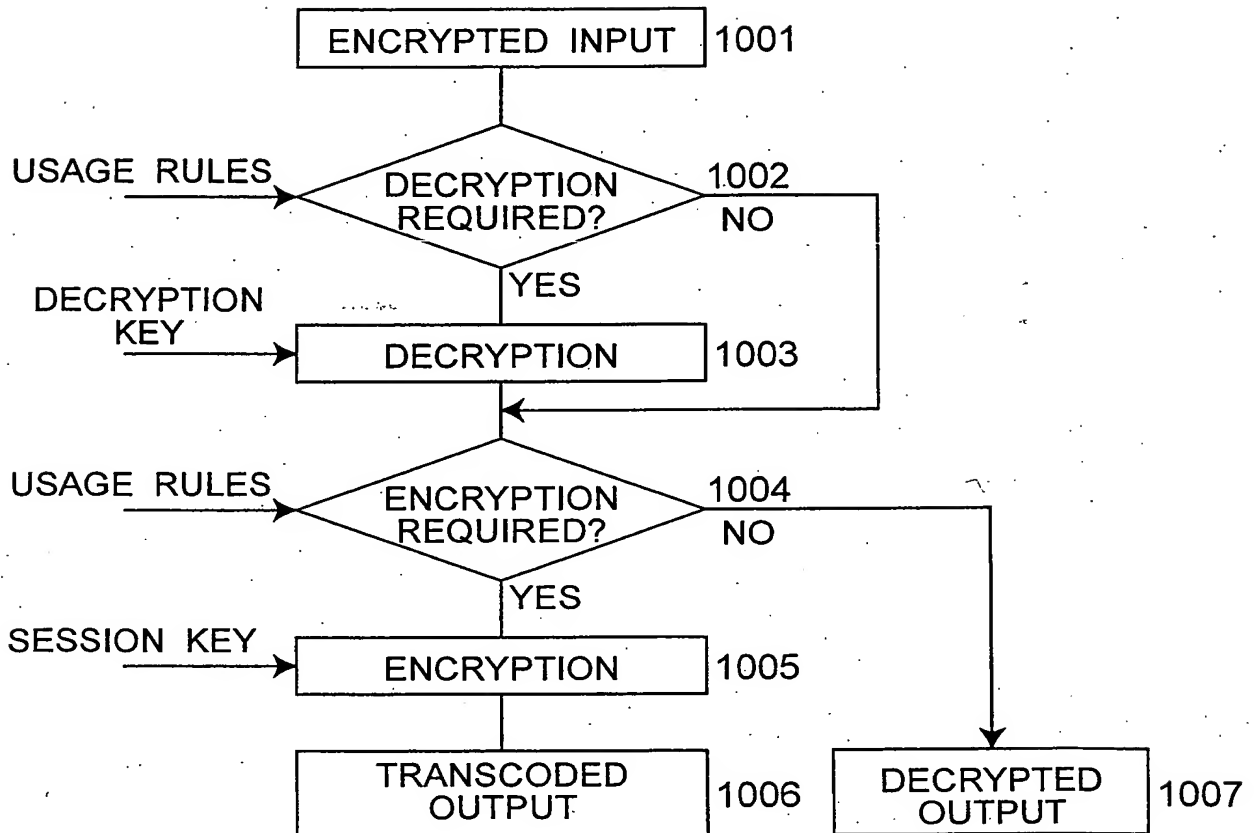 ENCRYPTED INPUT 1001
USAGE RULES
DECRYPTION
REQUIRED?
1002
NO
YES
DECRYPTION
KEY
DECRYPTION 1003
USAGE RULES
ENCRYPTION
REQUIRED?
1004
NO
YES
SESSION KEY
ENCRYPTION 1005
TRANSCODED
OUTPUT
1006
DECRYPTED
OUTPUT
1007